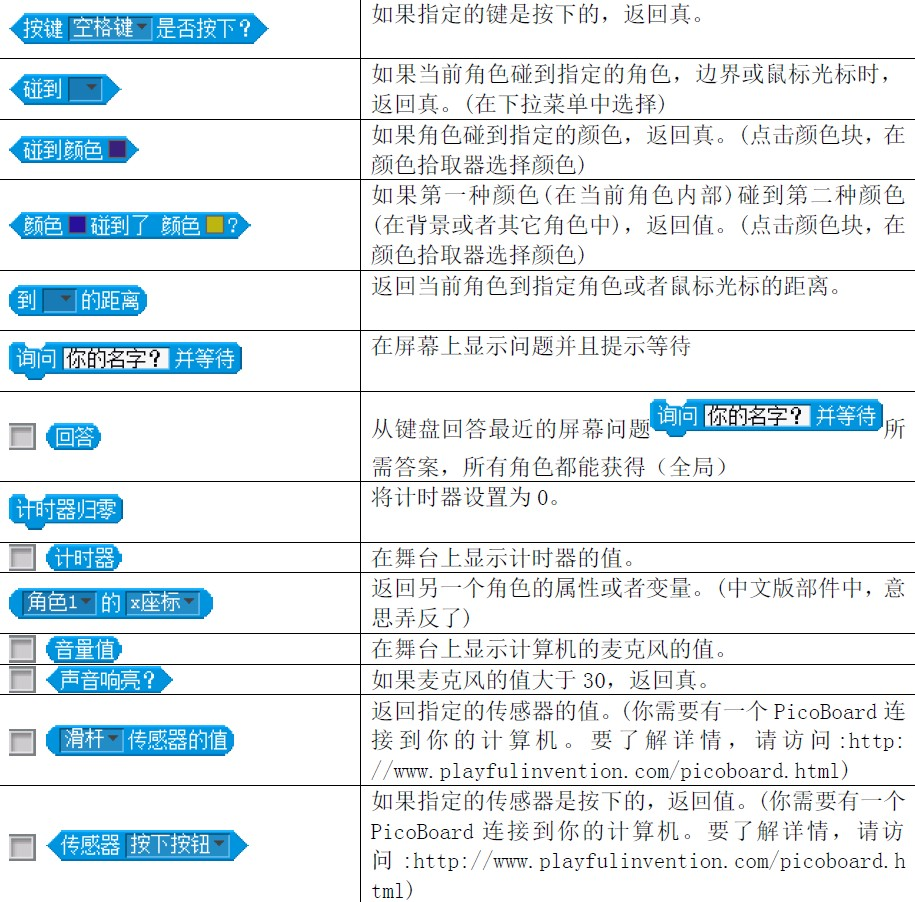 按键 空格键 是否按下？
如果指定的键是按下的，返回真。
碰到
如果当前角色碰到指定的角色，边界或鼠标光标时，
返回真。(在下拉菜单中选择)
碰到颜色
如果角色碰到指定的颜色，返回真。(点击颜色块，在
颜色拾取器选择颜色)
颜色 碰到了 颜色 ？
如果第一种颜色(在当前角色内部)碰到第二种颜色
(在背景或者其它角色中)，返回值。(点击颜色块，在
颜色拾取器选择颜色)
到 的距离
返回当前角色到指定角色或者鼠标光标的距离。
询问 你的名字？ 并等待
在屏幕上显示问题并且提示等待
回答
从键盘回答最近的屏幕问题 询问 你的名字？ 并等待 所
需答案，所有角色都能获得（全局）
计时器归零
将计时器设置为 0。
计时器
在舞台上显示计时器的值。
角色1 的 x座标
返回另一个角色的属性或者变量。(中文版部件中，意
思弄反了)
音量值
在舞台上显示计算机的麦克风的值。
声音响亮？
如果麦克风的值大于 30，返回真。
滑杆 传感器的值
返回指定的传感器的值。(你需要有一个 PicoBoard 连
接到你的计算机。要了解详情，请访问:http:
//www.playfulinvention.com/picoboard.html)
传感器 按下按钮
如果指定的传感器是按下的，返回值。(你需要有一个
PicoBoard 连接到你的计算机。要了解详情，请访
问:http://www.playfulinvention.com/picoboard.h
tml)